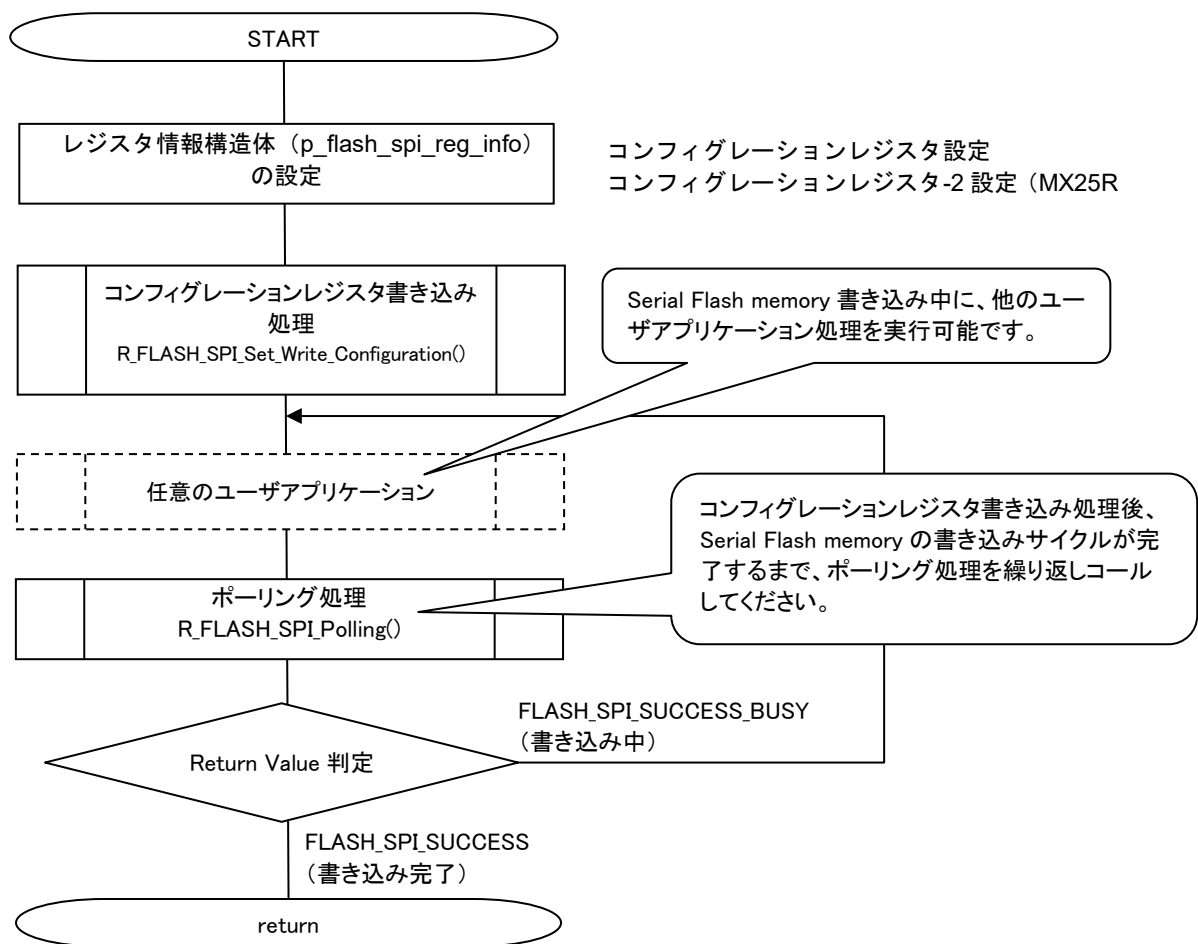 START
レジスタ情報構造体（p_flash_spi_reg_info）
の設定
コンフィグレーションレジスタ設定
コンフィグレーションレジスタ-2 設定（MX25R
コンフィグレーションレジスタ書き込み
処理
R_FLASH_SPI_Set_Write_Configuration()
Serial Flash memory 書き込み中に、他のユー
ザアプリケーション処理を実行可能です。
任意のユーザアプリケーション
コンフィグレーションレジスタ書き込み処理後、
Serial Flash memory の書き込みサイクルが完
了するまで、ポーリング処理を繰り返しコール
してください。
ポーリング処理
R_FLASH_SPI_Polling()
FLASH_SPI_SUCCESS_BUSY
（書き込み中）
Return Value 判定
FLASH_SPI_SUCCESS
（書き込み完了）
return